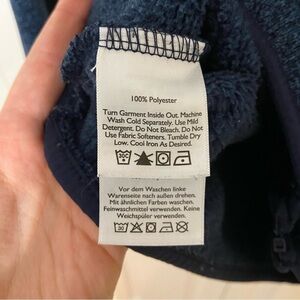 100% Polyester
Turn Garment Inside Out. Machine
Wash Cold Separately. Use Mild
Detergent. Do Not Bleach. Do Not
Use Fabric Softeners. Tumble Dry
Low. Cool Iron As Desired.
30°
Vor dem Waschen linke
Warenseite nach außen drehen.
Mit ähnlichen Farben waschen.
Feinwaschmittel verwenden. Keine
Weichspüler verwenden.
30